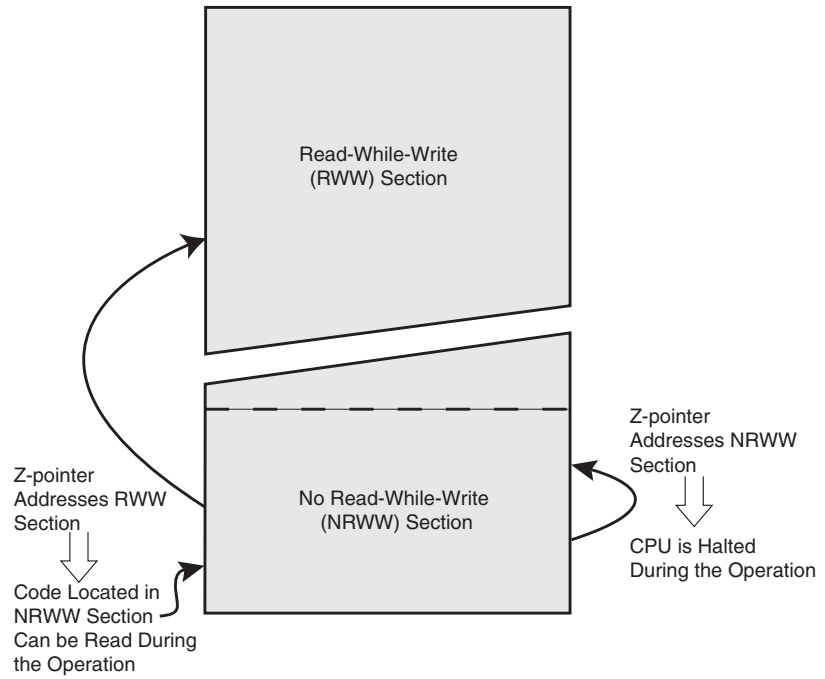 Read-While-Write
(RWW) Section
Z-pointer
Addresses NRWW
Section
Z-pointer
Addresses RWW
Section
No Read-While-Write
(NRWW) Section
CPU is Halted
During the Operation
Code Located in
NRWW Section
Can be Read During
the Operation